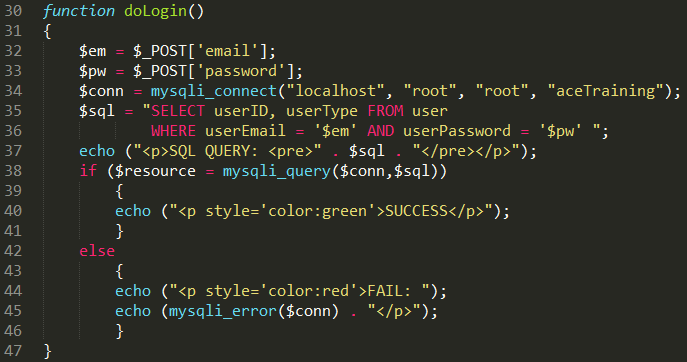 30 function doLogin()
31 {
32 $em = $_POST['email'];
33 $pw = $_POST['password'];
34 $conn = mysqli_connect("localhost", "root", "root", "aceTraining");
35 $sql = "SELECT userID, userType FROM user
36 WHERE userEmail = '$em' AND userPassword = '$pw' ";
37 echo ("<p>SQL QUERY: <pre>" . $sql . "</pre></p>");
38 if ($resource = mysqli_query($conn,$sql))
39 {
40 echo ("<p style='color:green'>SUCCESS</p>");
41 }
42 else
43 {
44 echo ("<p style='color:red'>FAIL: ");
45 echo (mysqli_error($conn) . "</p>");
46 }
47 }